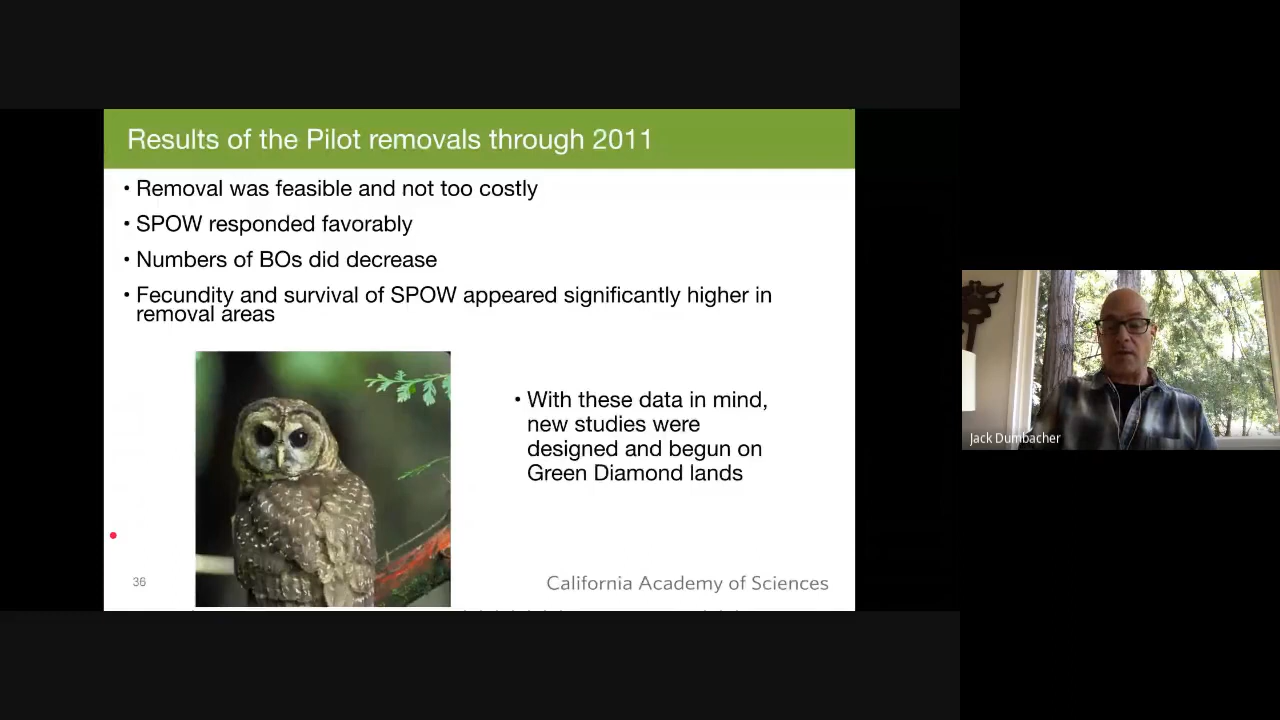 Results of the Pilot removals through 2011
• Removal was feasible and not too costly
• SPOW responded favorably
• Numbers of BOs did decrease
• Fecundity and survival of SPOW appeared significantly higher in
removal areas
• With these data in mind,
new studies were
designed and begun on
Green Diamond lands
36
California Academy of Sciences
Jack Dumbacher